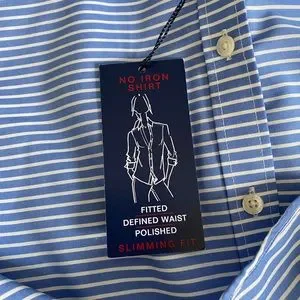 NO IRON
SHIRT
FITTED
DEFINED WAIST
POLISHED
SLIMMING FIT